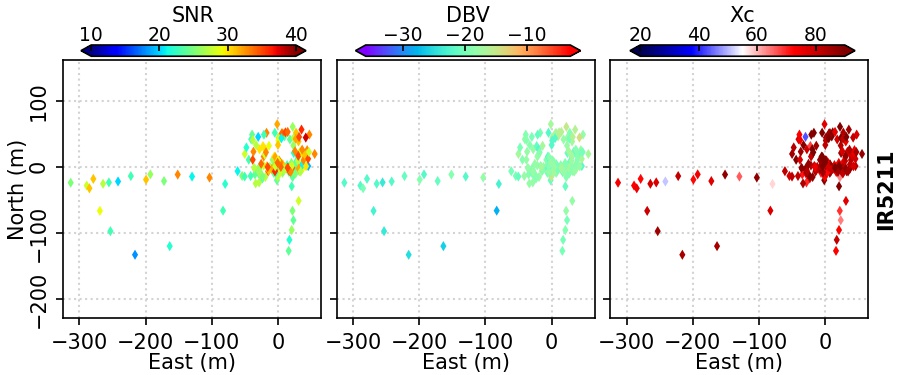 SNR DBV Xc
10 20 30 40 −30 −20 −10 20 40 60 80
North (m)
100
0
−100
−200
−300 −200 −100 0 −300 −200 −100 0 −300 −200 −100 0
East (m) East (m) East (m)
IR5211